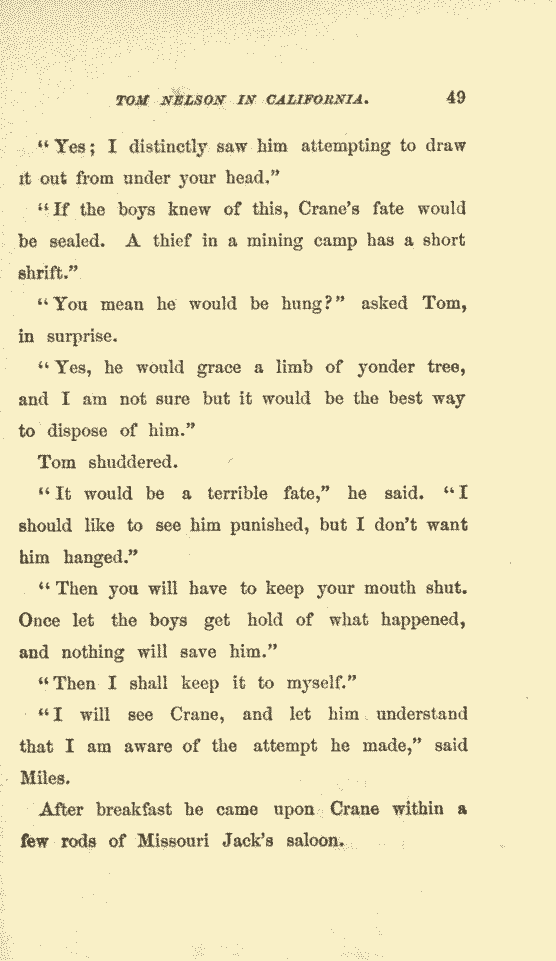 TOM NELSON IN CALIFORNIA. 49
“Yes; I distinctly saw him attempting to draw
it out from under your head.”
“If the boys knew of this, Crane’s fate would
be sealed. A thief in a mining camp has a short
shrift.”
“You mean he would be hung?” asked Tom,
in surprise.
“Yes, he would grace a limb of yonder tree,
and I am not sure but it would be the best way
to dispose of him.”
Tom shuddered.
“It would be a terrible fate,” he said. “I
should like to see him punished, but I don’t want
him hanged.”
“Then you will have to keep your mouth shut.
Once let the boys get hold of what happened,
and nothing will save him.”
“Then I shall keep it to myself.”
“I will see Crane, and let him understand
that I am aware of the attempt he made,” said
Miles.
After breakfast he came upon Crane within a
few rods of Missouri Jack’s saloon.